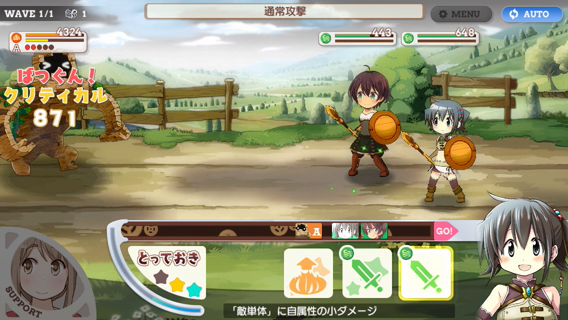 WAVE 1/1
1
通常攻撃
MENU
AUTO
4324
A
443
648
ばつぐん!
クリティカル
871
A
GO!
とっておき
SUPPORT
「敵単体」に自属性の小ダメージ